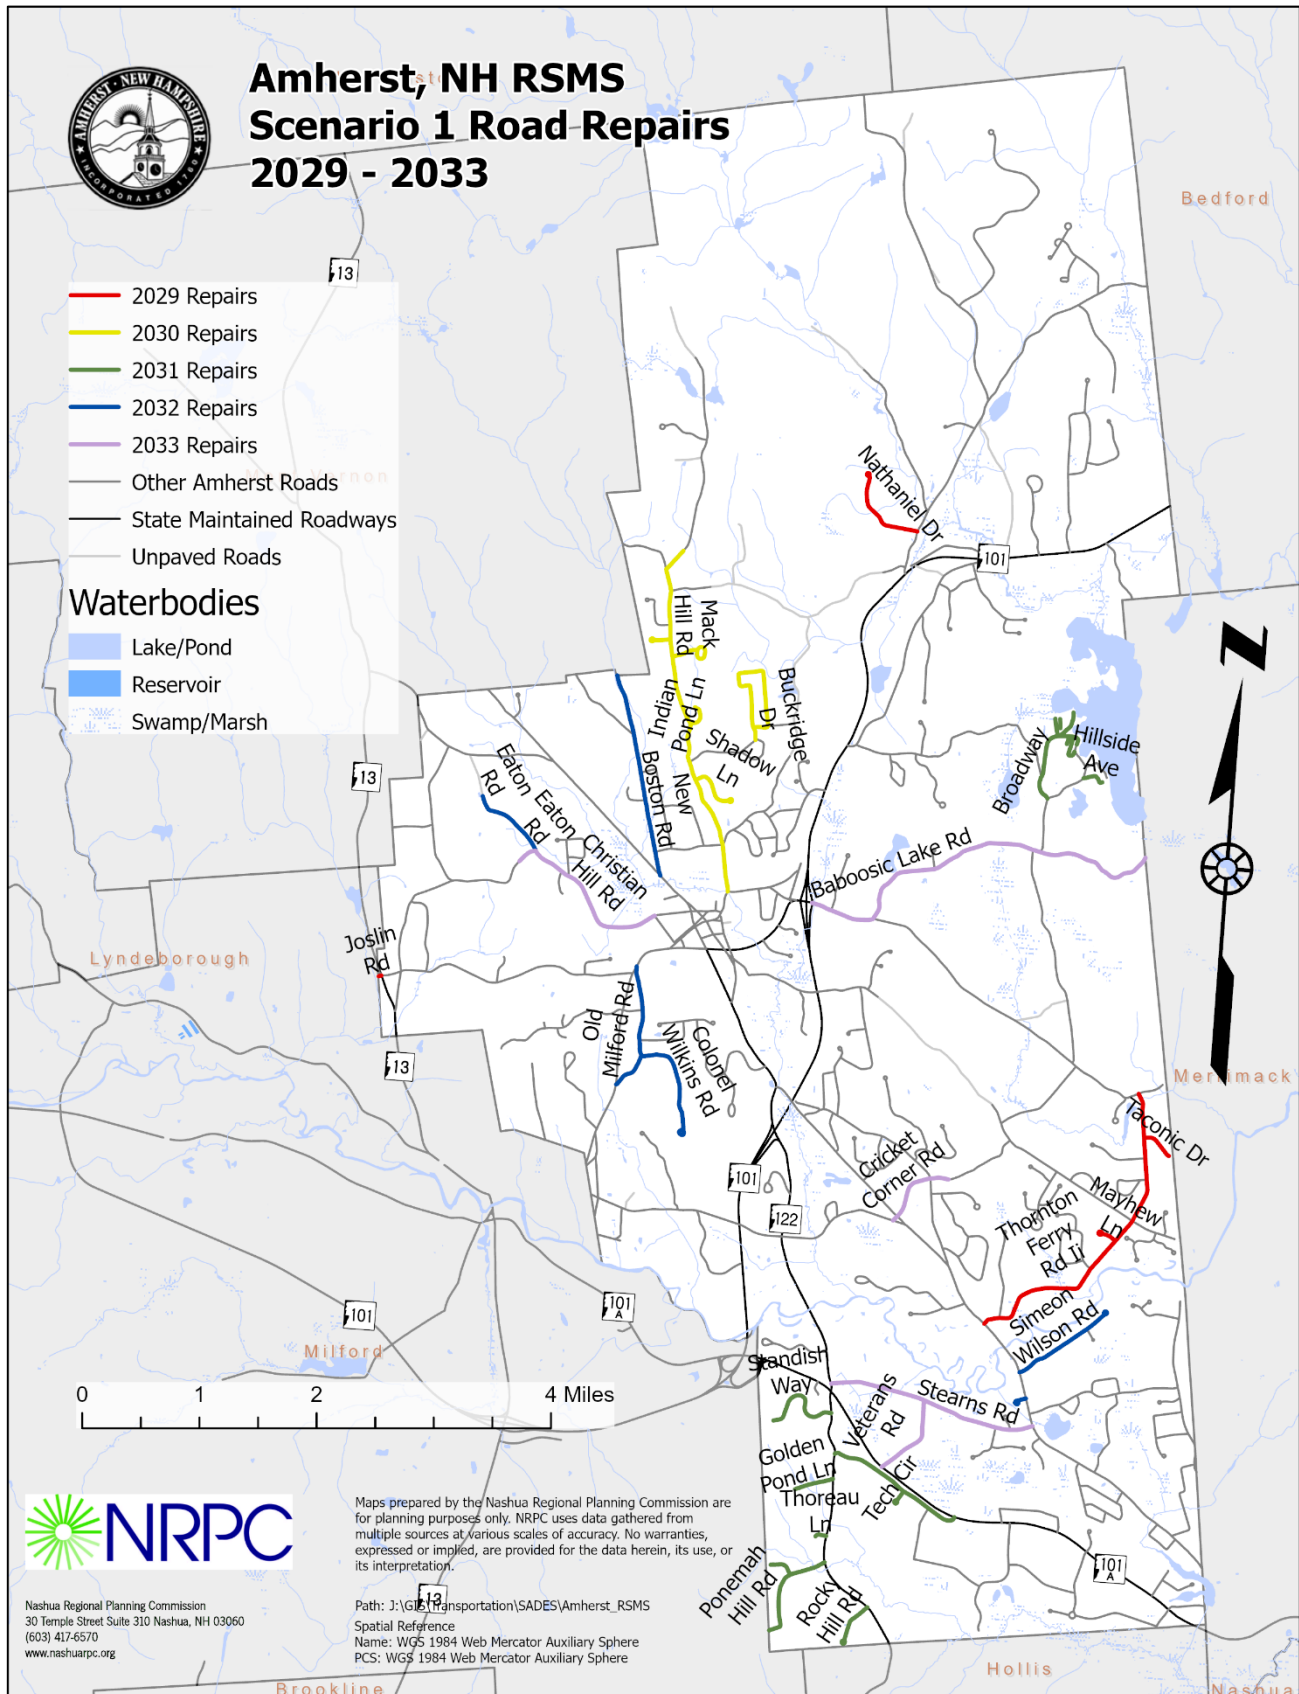 Amherst, NH RSMS
Scenario 1 Road Repairs
2029 - 2033
AMHERST · NEW HAMPSHIRE
INCORPORATED 1760
Bedford
13
2029 Repairs
2030 Repairs
2031 Repairs
2032 Repairs
2033 Repairs
Other Amherst Roads
State Maintained Roadways
Unpaved Roads
Waterbodies
Lake/Pond
Reservoir
Swamp/Marsh
Nathaniel Dr
101
Mack
Hill Rd
Indian
Pond Ln
Buckridge
Dr
Shadow
Ln
New
Boston Rd
Broadway
Hillside
Ave
N
13
Eaton
Rd
Eaton
Rd
Christian
Hill Rd
Baboosic Lake Rd
Joslin
Rd
Lyndeborough
Old
Milford Rd
Colonel
Wilkins Rd
13
Merrimack
Taconic Dr
Cricket
Corner Rd
Mayhew
Ln
Thornton
Ferry
Rd Ii
101
122
101
101
A
Milford
Simeon
Wilson Rd
Standish
Way
Veterans
Rd
Stearns Rd
0 1 2 4 Miles
Golden
Pond Ln
Thoreau
Ln
Tech Cir
101
A
Ponemah
Hill Rd
Rocky
Hill Rd
NRPC
Maps prepared by the Nashua Regional Planning Commission are
for planning purposes only. NRPC uses data gathered from
multiple sources at various scales of accuracy. No warranties,
expressed or implied, are provided for the data herein, its use, or
its interpretation.
13
Nashua Regional Planning Commission
30 Temple Street Suite 310 Nashua, NH 03060
(603) 417-6570
www.nashuarpc.org
Path: J:\GIS\Transportation\SADES\Amherst_RSMS
Spatial Reference
Name: WGS 1984 Web Mercator Auxiliary Sphere
PCS: WGS 1984 Web Mercator Auxiliary Sphere
Hollis
Brookline
Nashua